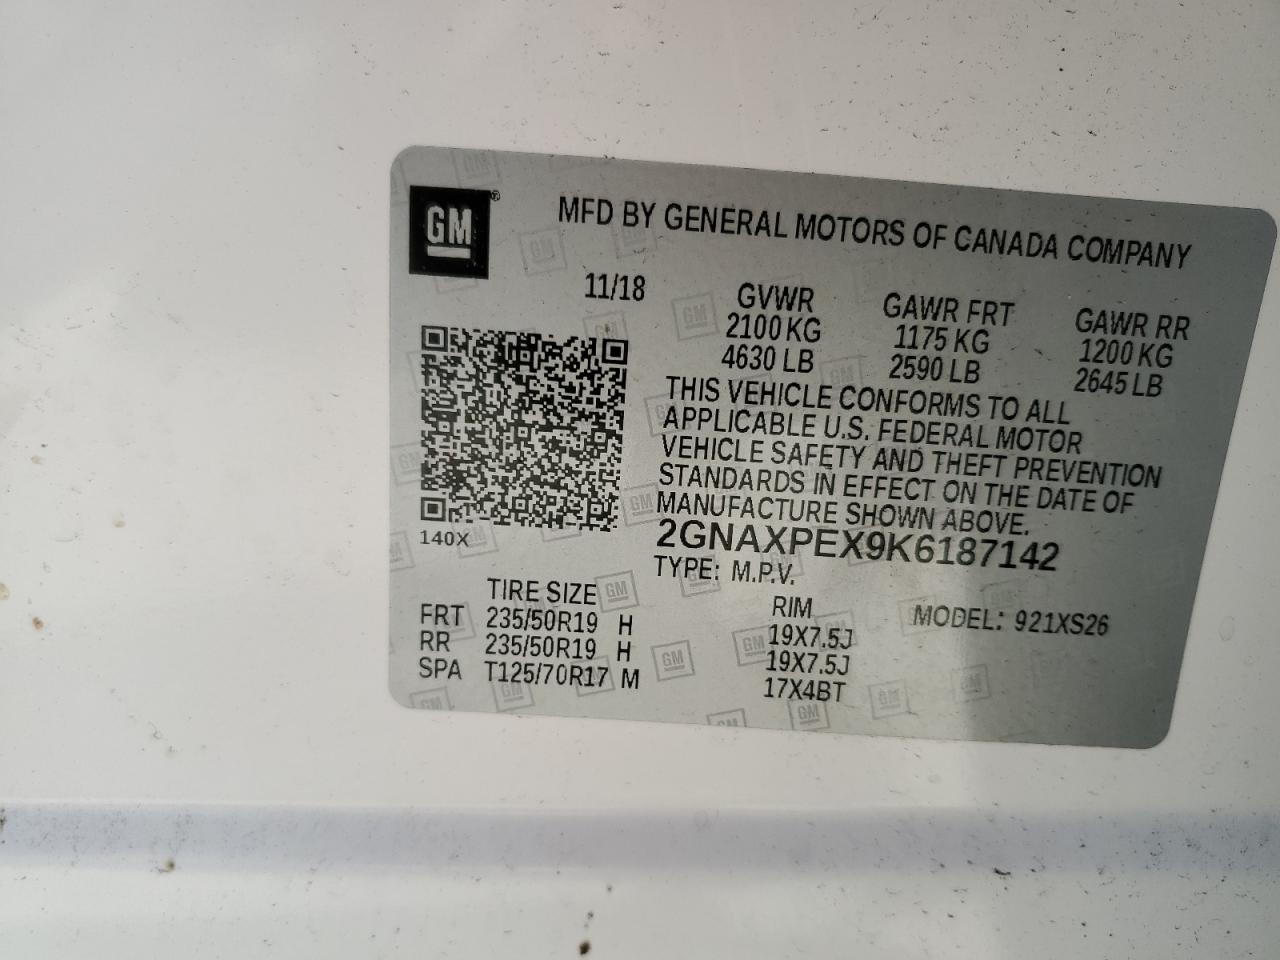 GM
MFD BY GENERAL MOTORS OF CANADA COMPANY
11/18 GVWR GAWR FRT GAWR RR
2100 KG 1175 KG 1200 KG
4630 LB 2590 LB 2645 LB
THIS VEHICLE CONFORMS TO ALL
APPLICABLE U.S. FEDERAL MOTOR
VEHICLE SAFETY AND THEFT PREVENTION
STANDARDS IN EFFECT ON THE DATE OF
MANUFACTURE SHOWN ABOVE.
140X
2GNAXPEX9K6187142
TYPE: M.P.V.
TIRE SIZE RIM MODEL: 921XS26
FRT 235/50R19 H 19X7.5J
RR 235/50R19 H 19X7.5J
SPA T125/70R17 M 17X4BT